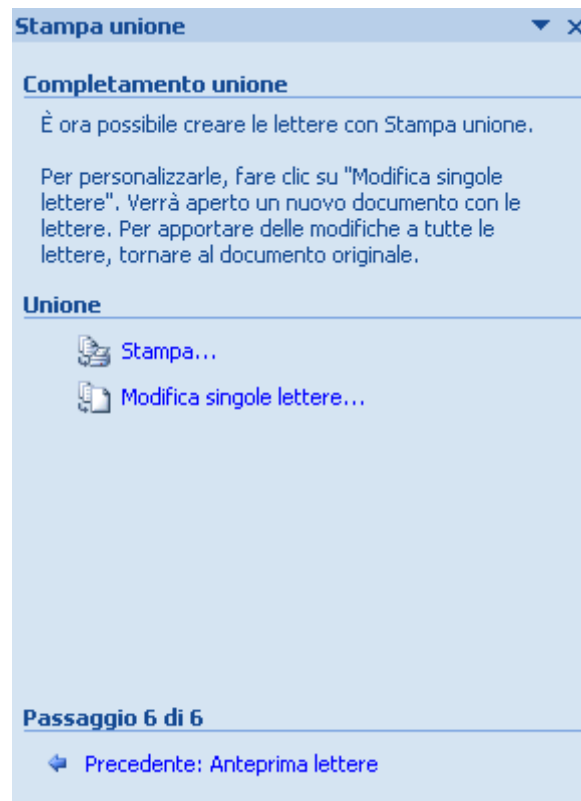 Stampa unione
Completamento unione
È ora possibile creare le lettere con Stampa unione.
Per personalizzarle, fare clic su "Modifica singole
lettere". Verrà aperto un nuovo documento con le
lettere. Per apportare delle modifiche a tutte le
lettere, tornare al documento originale.
Unione
Stampa...
Modifica singole lettere...
Passaggio 6 di 6
Precedente: Anteprima lettere